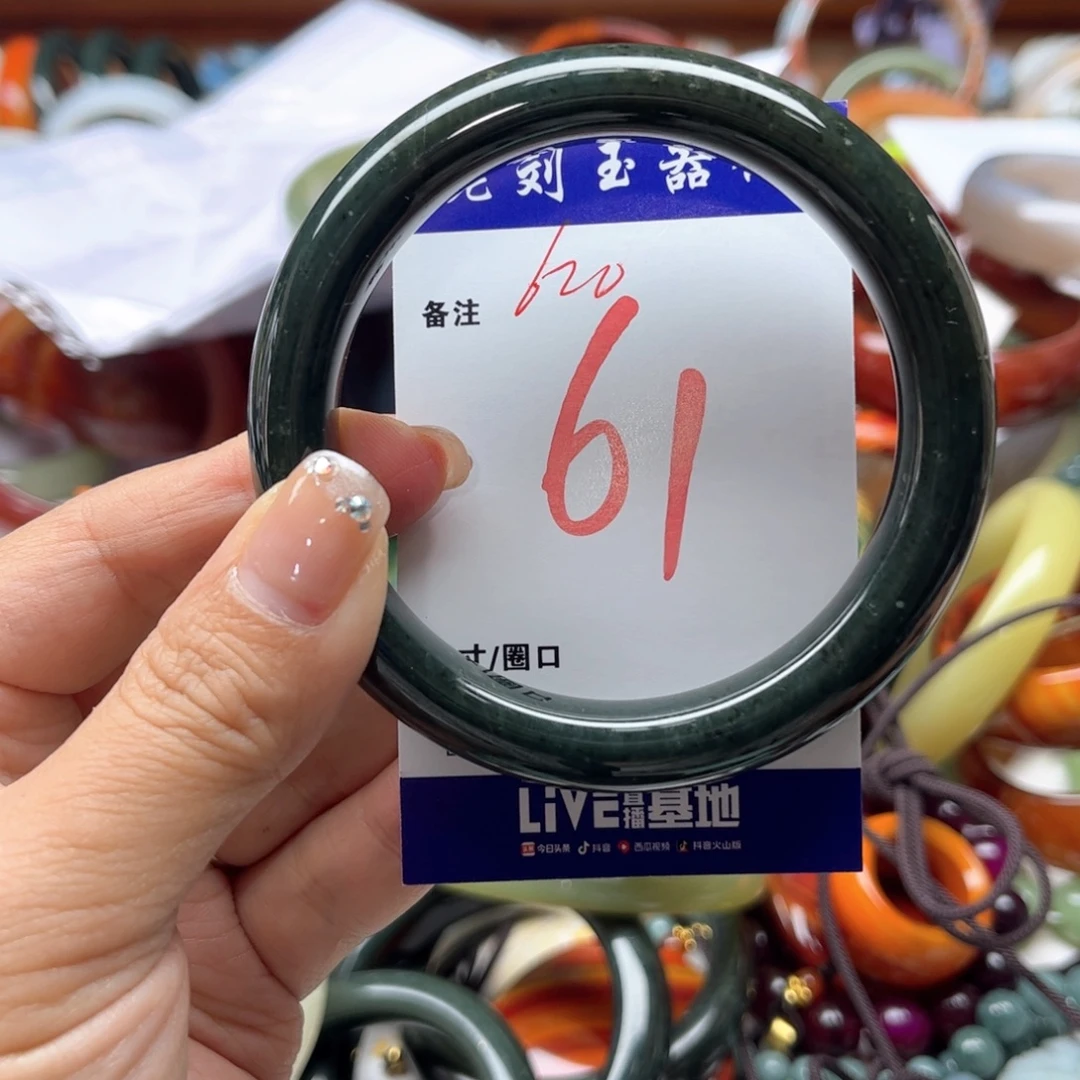 刻玉器
620
备注
61
寸/圈口
LiVE直播基地
今日头条 抖音 西瓜视频 抖音火山版